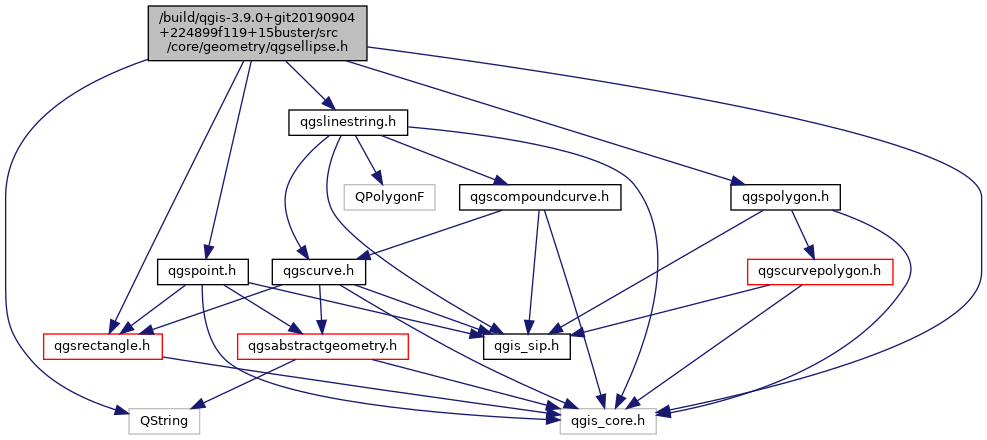 /build/qgis-3.9.0+git20190904
+224899f119+15buster/src
/core/geometry/qgsellipse.h
qgslinestring.h
QPolygonF
qgscompoundcurve.h
qgspolygon.h
qgspoint.h
qgscurve.h
qgscurvepolygon.h
qgsrectangle.h
qgsabstractgeometry.h
qgis_sip.h
QString
qgis_core.h